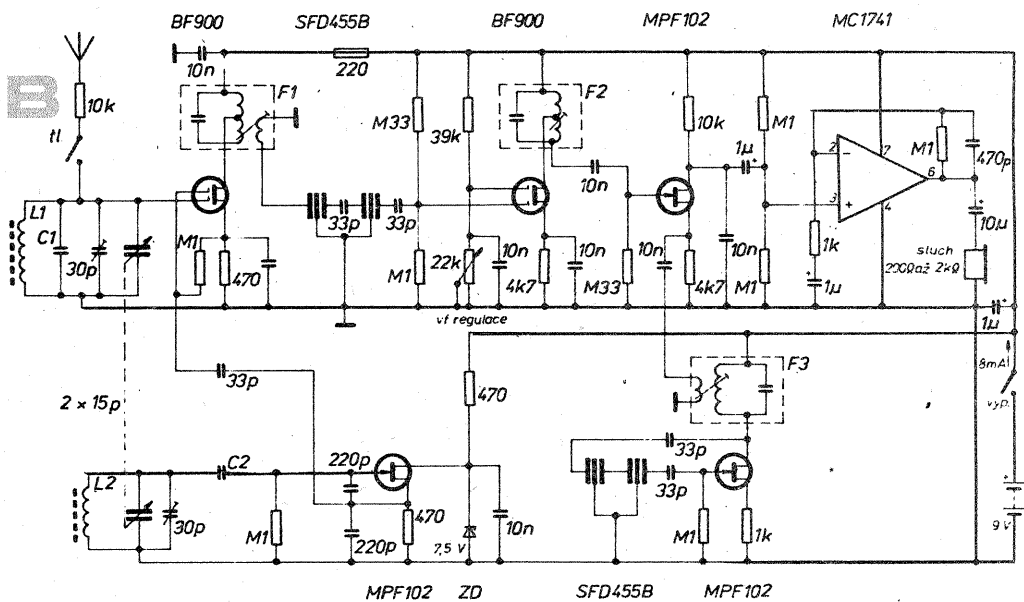 BF900 SFD455B BF900 MPF102 MC1741
B
10n
220
F1
F2
10k
tl
M33
39k
10k
M1
1µ
M1
470p
2
7
6
3
+
4
10n
10n
L1
C1
30p
M1
470
33p
33p
M1
22k
10n
4k7
10n
M33
10n
4k7
M1
1k
1µ
10µ
sluch
200Ω až 2kΩ
1µ
vf regulace
33p
470
F3
8mA
vyp.
2 × 15p
L2
30p
C2
M1
220p
220p
470
7,5 V
10n
33p
33p
M1
1k
9V
MPF102 ZD SFD455B MPF102